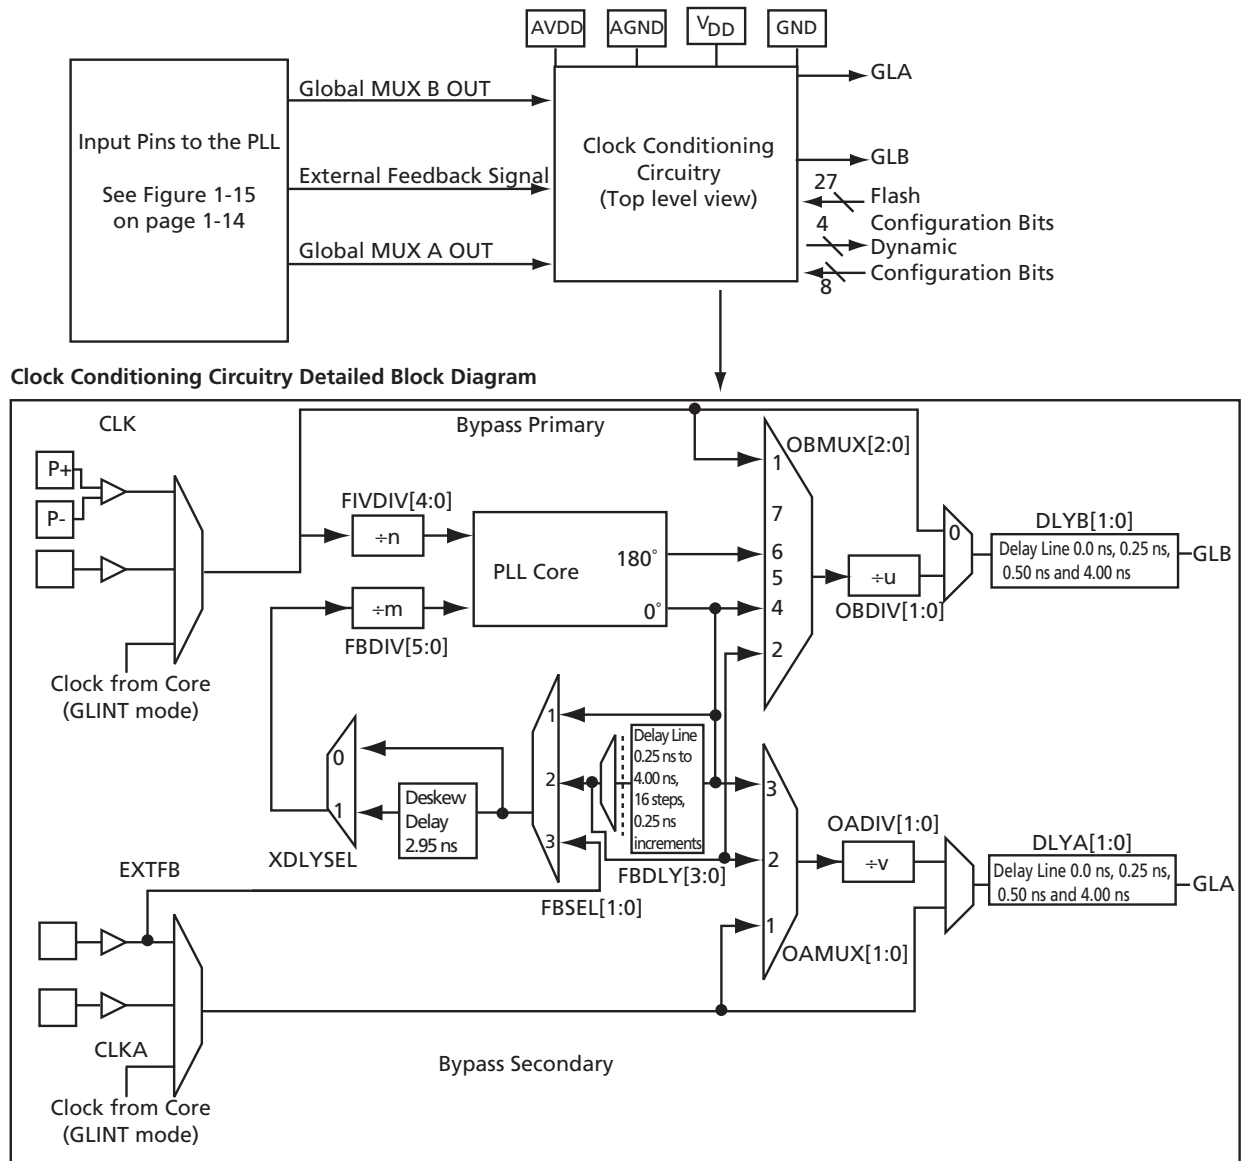 AVDD
AGND
VDD
GND
Input Pins to the PLL
See Figure 1-15
on page 1-14
Global MUX B OUT
External Feedback Signal
Global MUX A OUT
Clock Conditioning
Circuitry
(Top level view)
GLA
GLB
27
Flash
Configuration Bits
4
Dynamic
Configuration Bits
8
Clock Conditioning Circuitry Detailed Block Diagram
CLK
P+
P-
Clock from Core
(GLINT mode)
Bypass Primary
FIVDIV[4:0]
÷n
÷m
FBDIV[5:0]
PLL Core
180°
0°
OBMUX[2:0]
1
7
6
5
4
2
÷u
OBDIV[1:0]
0
DLYB[1:0]
Delay Line 0.0 ns, 0.25 ns,
0.50 ns and 4.00 ns
GLB
0
1
XDLYSEL
Deskew
Delay
2.95 ns
1
2
3
FBSEL[1:0]
Delay Line
0.25 ns to
4.00 ns,
16 steps,
0.25 ns
increments
FBDLY[3:0]
3
2
1
OAMUX[1:0]
OADIV[1:0]
÷v
DLYA[1:0]
Delay Line 0.0 ns, 0.25 ns,
0.50 ns and 4.00 ns
GLA
EXTFB
CLKA
Clock from Core
(GLINT mode)
Bypass Secondary